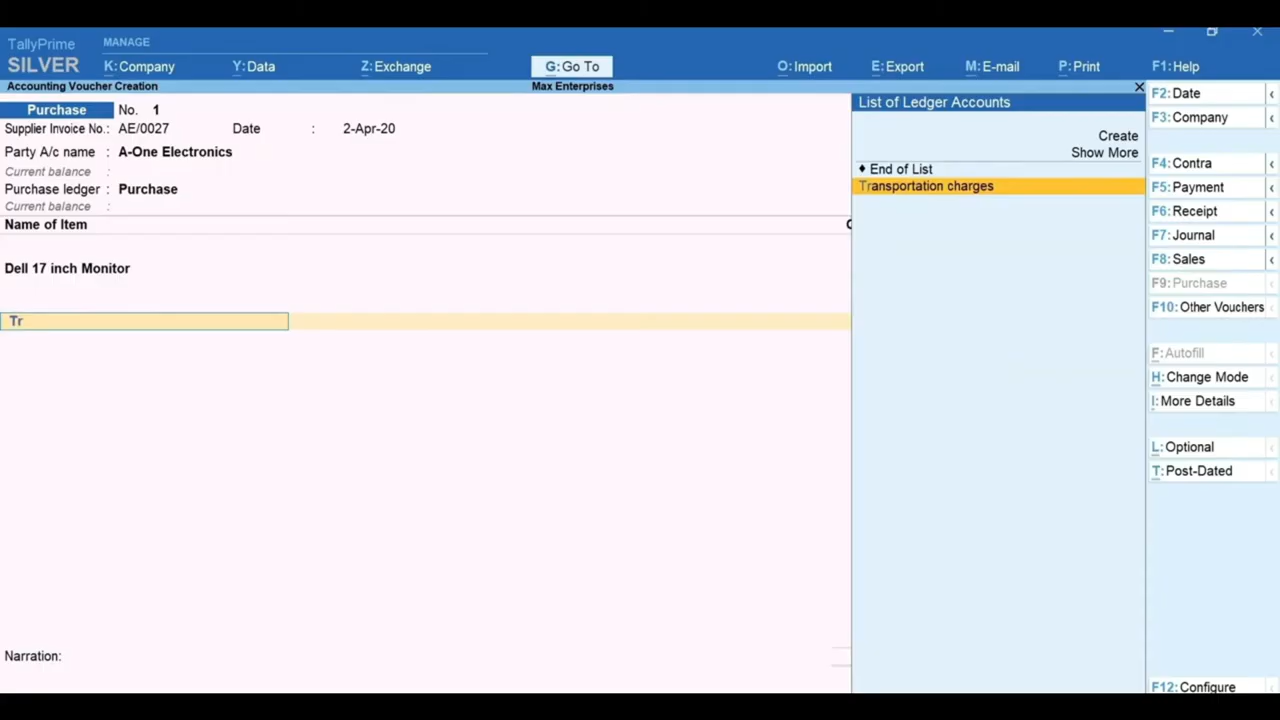 TallyPrime
MANAGE
SILVER
K:Company
Y:Data
Z:Exchange
G:Go To
O:Import
E:Export
M:E-mail
P:Print
F1:Help
Accounting Voucher Creation
Max Enterprises
Purchase No. 1
Supplier Invoice No.: AE/0027 Date : 2-Apr-20
Party A/c name : A-One Electronics
Current balance :
Purchase ledger : Purchase
Current balance :
Name of Item
Dell 17 inch Monitor
Tr
Narration:
List of Ledger Accounts
Create
Show More
♦ End of List
Transportation charges
F2:Date
F3:Company
F4:Contra
F5:Payment
F6:Receipt
F7:Journal
F8:Sales
F9:Purchase
F10:Other Vouchers
F:Autofill
H:Change Mode
I:More Details
L:Optional
T:Post-Dated
F12:Configure